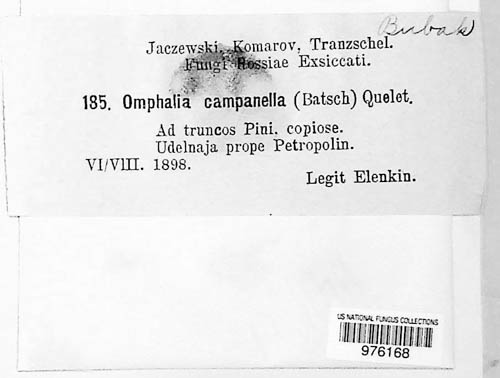 Bubak
Jaczewski, Komarov, Tranzschel.
Fungi Rossiae Exsiccati.
185. Omphalia campanella (Batsch) Quelet.
Ad truncos Pini. copiose.
Udelnaja prope Petropolin.
VI/VIII. 1898.
Legit Elenkin.
US NATIONAL FUNGUS COLLECTIONS
976168